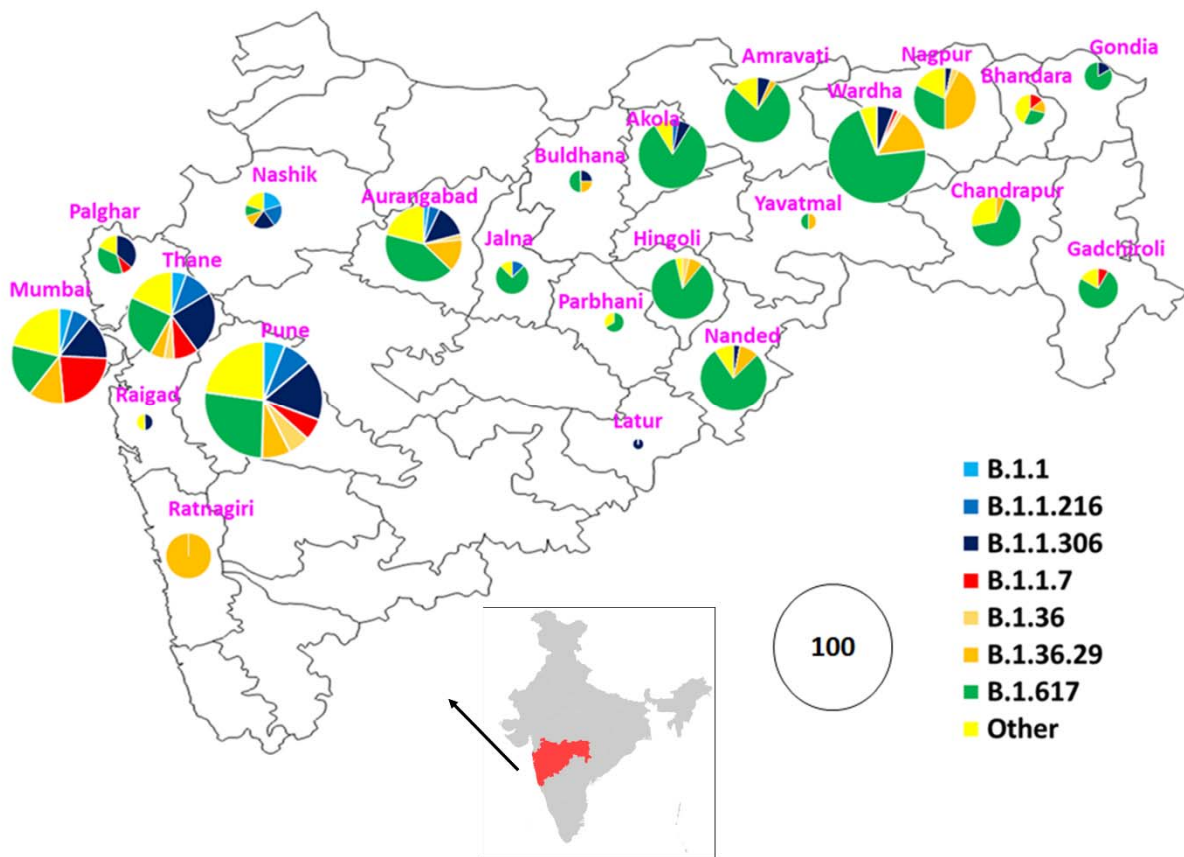 Gondia
Amravati
Nagpur
Bhandara
Wardha
Akola
Buldhana
Nashik
Aurangabad
Yavatmal
Chandrapur
Palghar
Jalna
Hingoli
Thane
Gadchiroli
Mumbai
Parbhani
Pune
Nanded
Raigad
Latur
Ratnagiri
B.1.1
B.1.1.216
B.1.1.306
B.1.1.7
B.1.36
B.1.36.29
B.1.617
Other
100